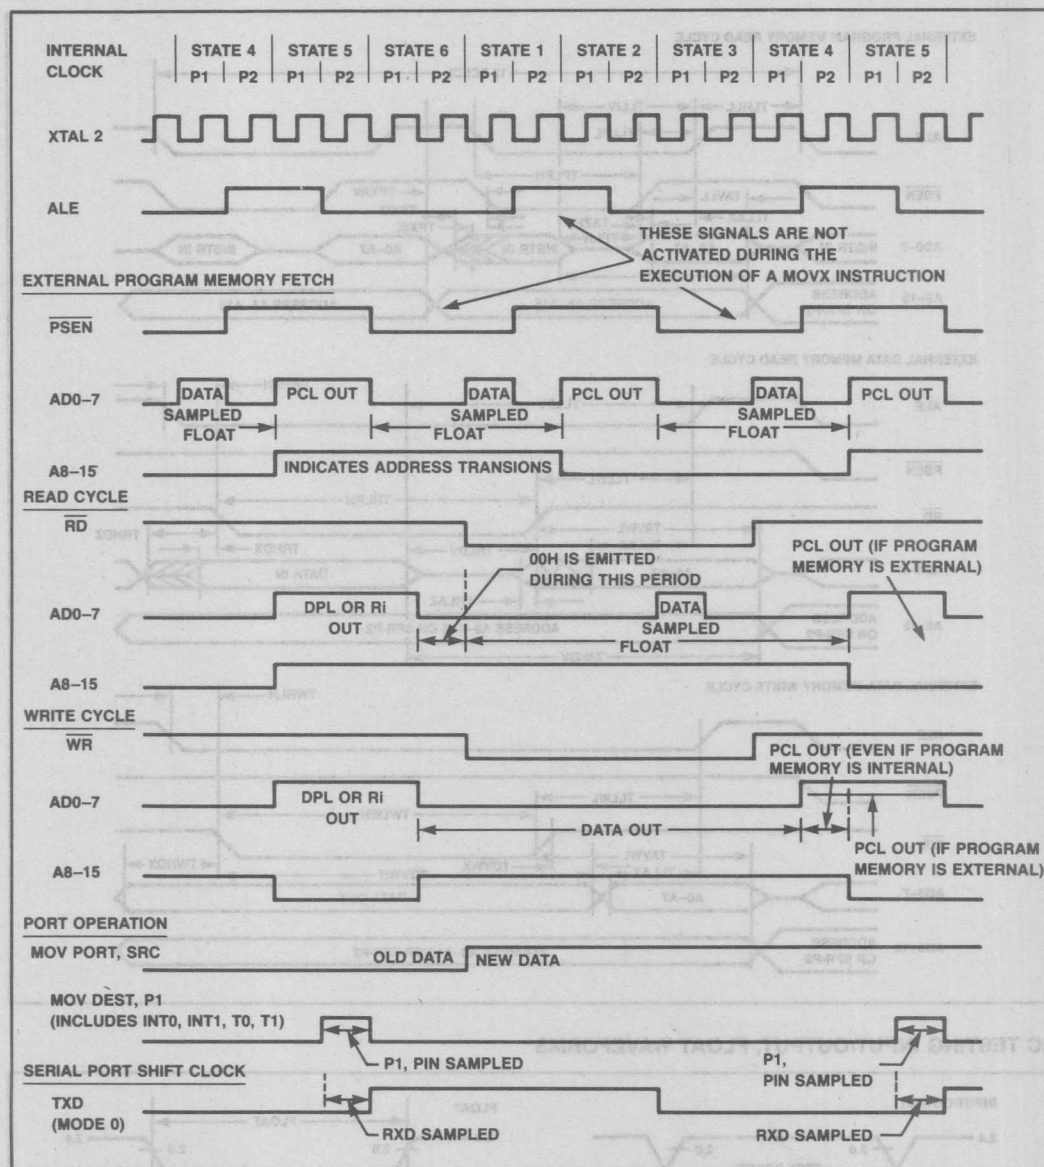 INTERNAL CLOCK
STATE 4 STATE 5 STATE 6 STATE 1 STATE 2 STATE 3 STATE 4 STATE 5
P1 P2 P1 P2 P1 P2 P1 P2 P1 P2 P1 P2 P1 P2 P1 P2
XTAL 2
ALE
THESE SIGNALS ARE NOT
ACTIVATED DURING THE
EXECUTION OF A MOVX INSTRUCTION
EXTERNAL PROGRAM MEMORY FETCH
PSEN
AD0–7
DATA PCL OUT DATA PCL OUT DATA PCL OUT
SAMPLED SAMPLED SAMPLED
FLOAT FLOAT FLOAT
A8–15
INDICATES ADDRESS TRANSIONS
READ CYCLE
RD
00H IS EMITTED
DURING THIS PERIOD
PCL OUT (IF PROGRAM
MEMORY IS EXTERNAL)
AD0–7
DPL OR Ri
OUT
DATA
SAMPLED
FLOAT
A8–15
WRITE CYCLE
WR
PCL OUT (EVEN IF PROGRAM
MEMORY IS INTERNAL)
AD0–7
DPL OR Ri
OUT
DATA OUT
PCL OUT (IF PROGRAM
MEMORY IS EXTERNAL)
A8–15
PORT OPERATION
MOV PORT, SRC
OLD DATA NEW DATA
MOV DEST, P1
(INCLUDES INT0, INT1, T0, T1)
P1, PIN SAMPLED
P1,
PIN SAMPLED
SERIAL PORT SHIFT CLOCK
TXD
(MODE 0)
RXD SAMPLED RXD SAMPLED